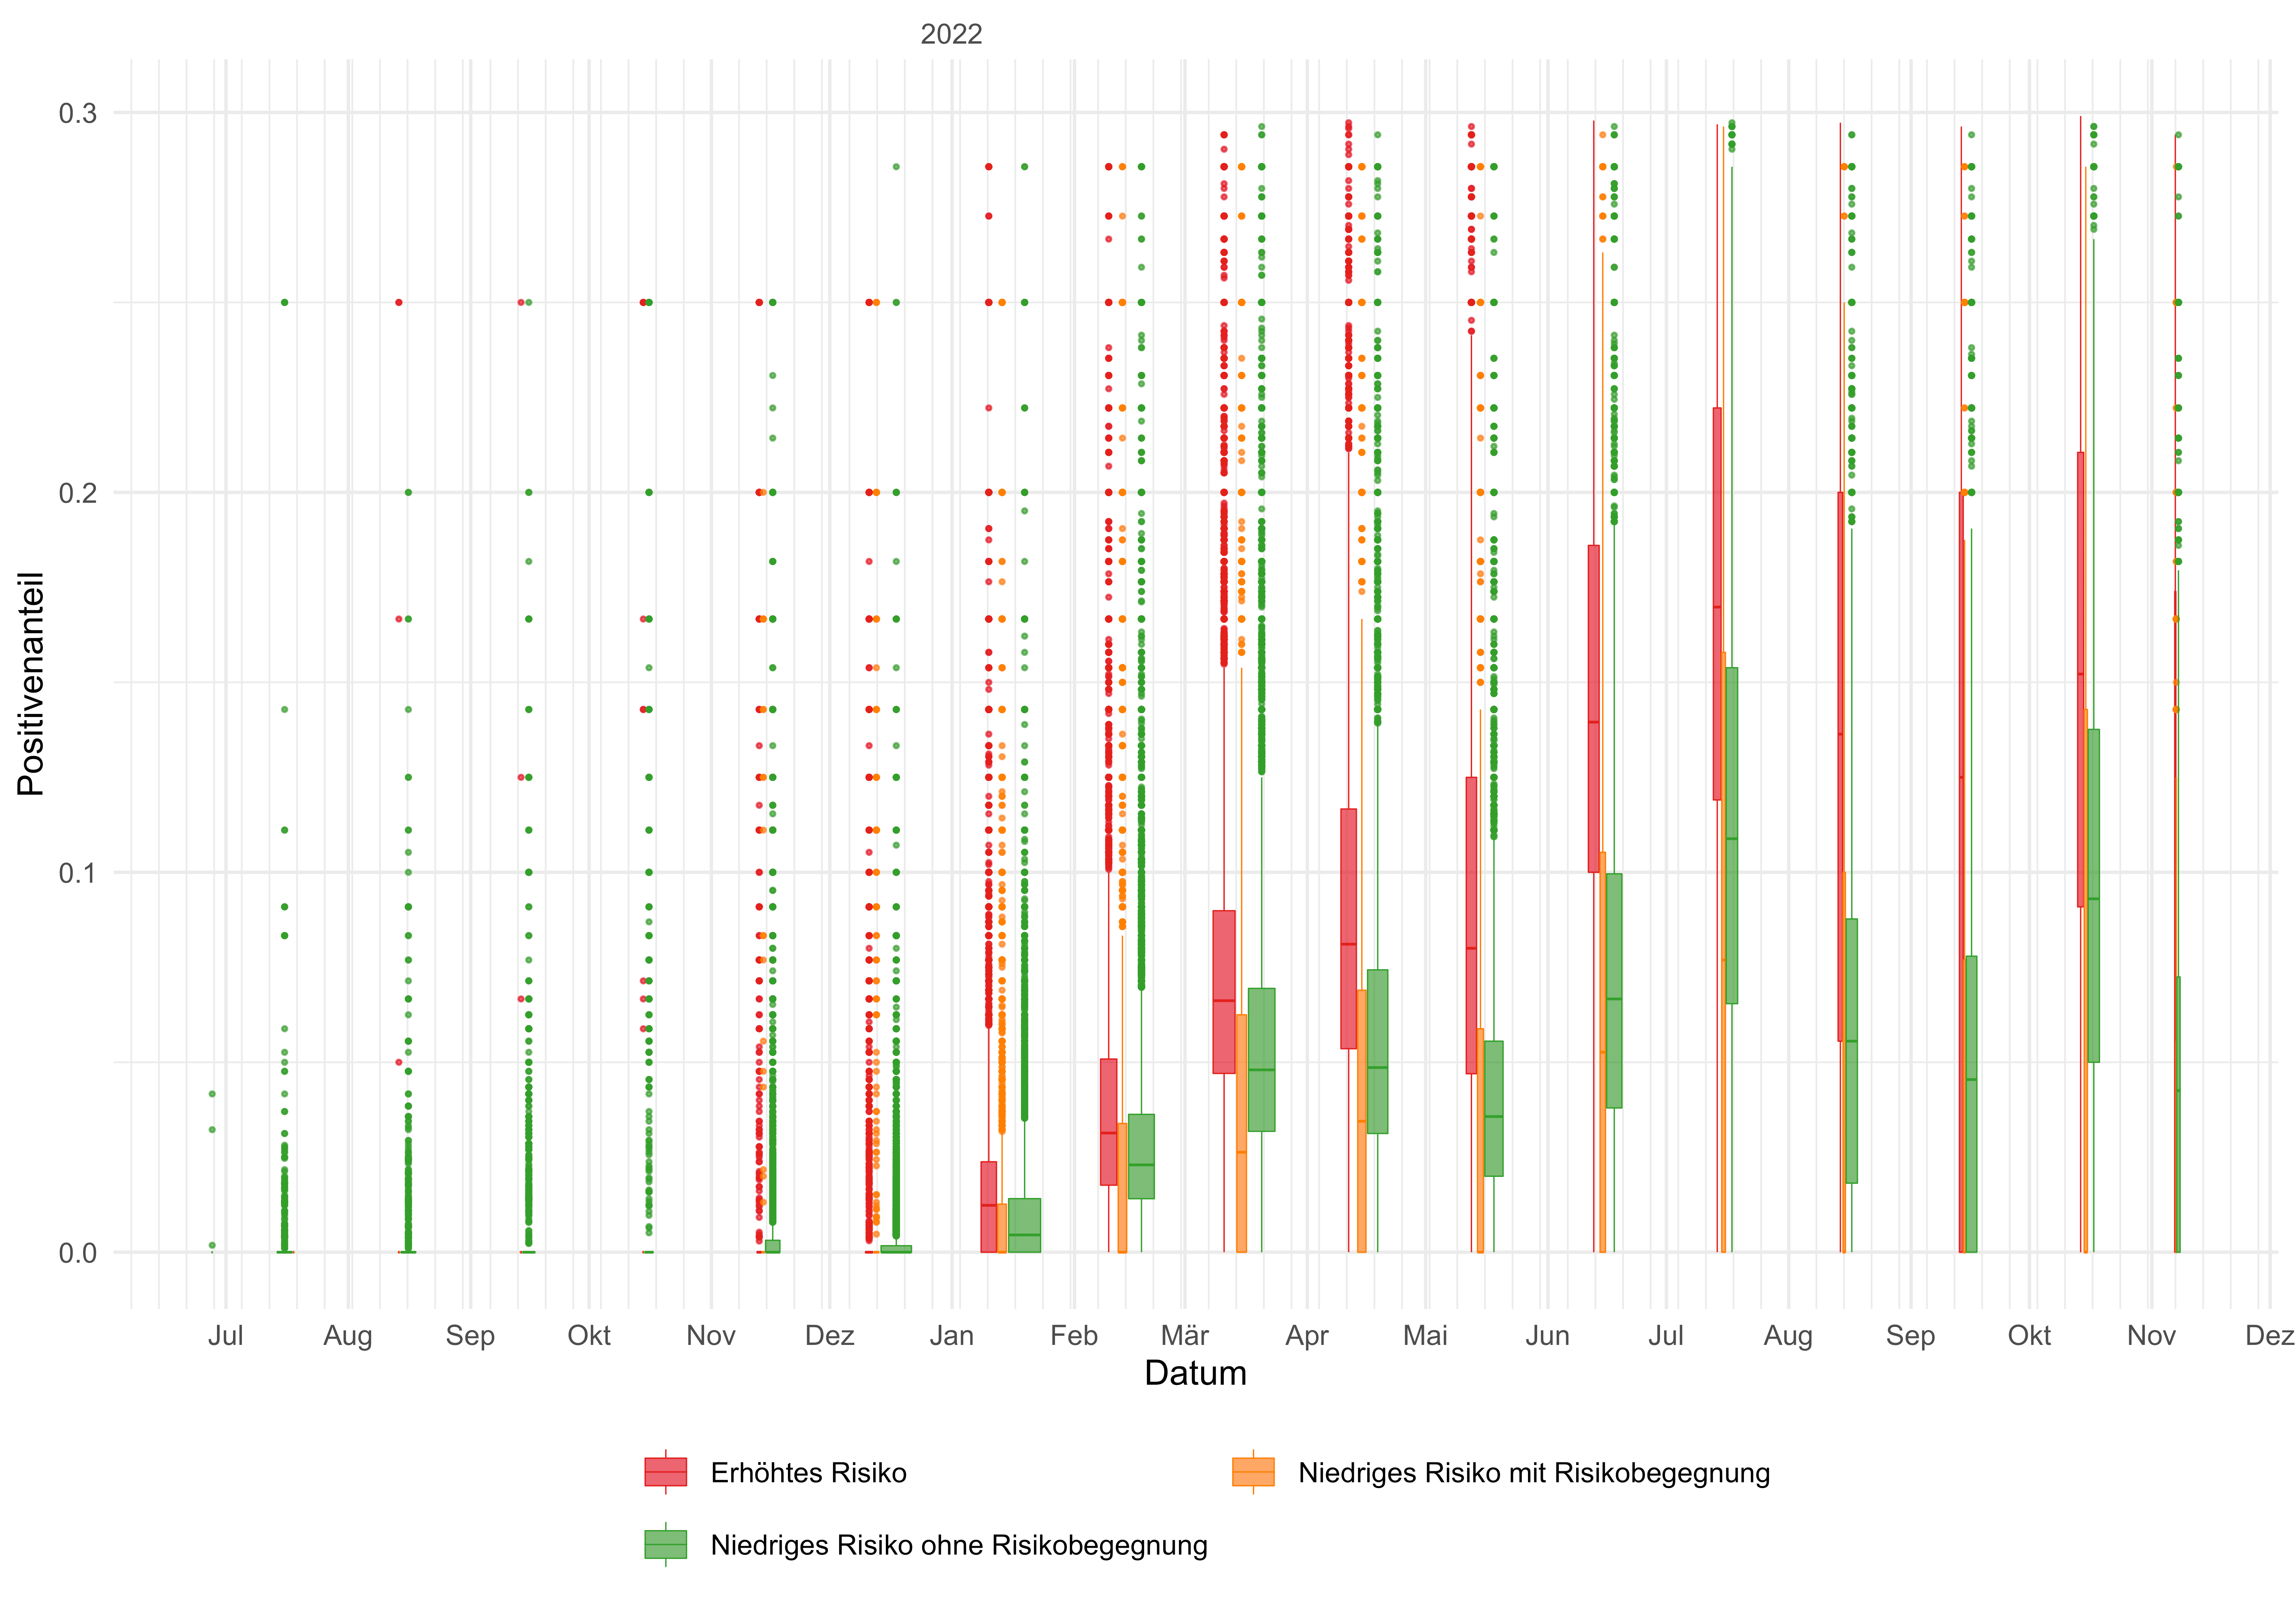 2022
0.3
0.2
0.1
0.0
Positivenanteil
Jul Aug Sep Okt Nov Dez Jan Feb Mär Apr Mai Jun Jul Aug Sep Okt Nov Dez
Datum
Erhöhtes Risiko
Niedriges Risiko mit Risikobegegnung
Niedriges Risiko ohne Risikobegegnung